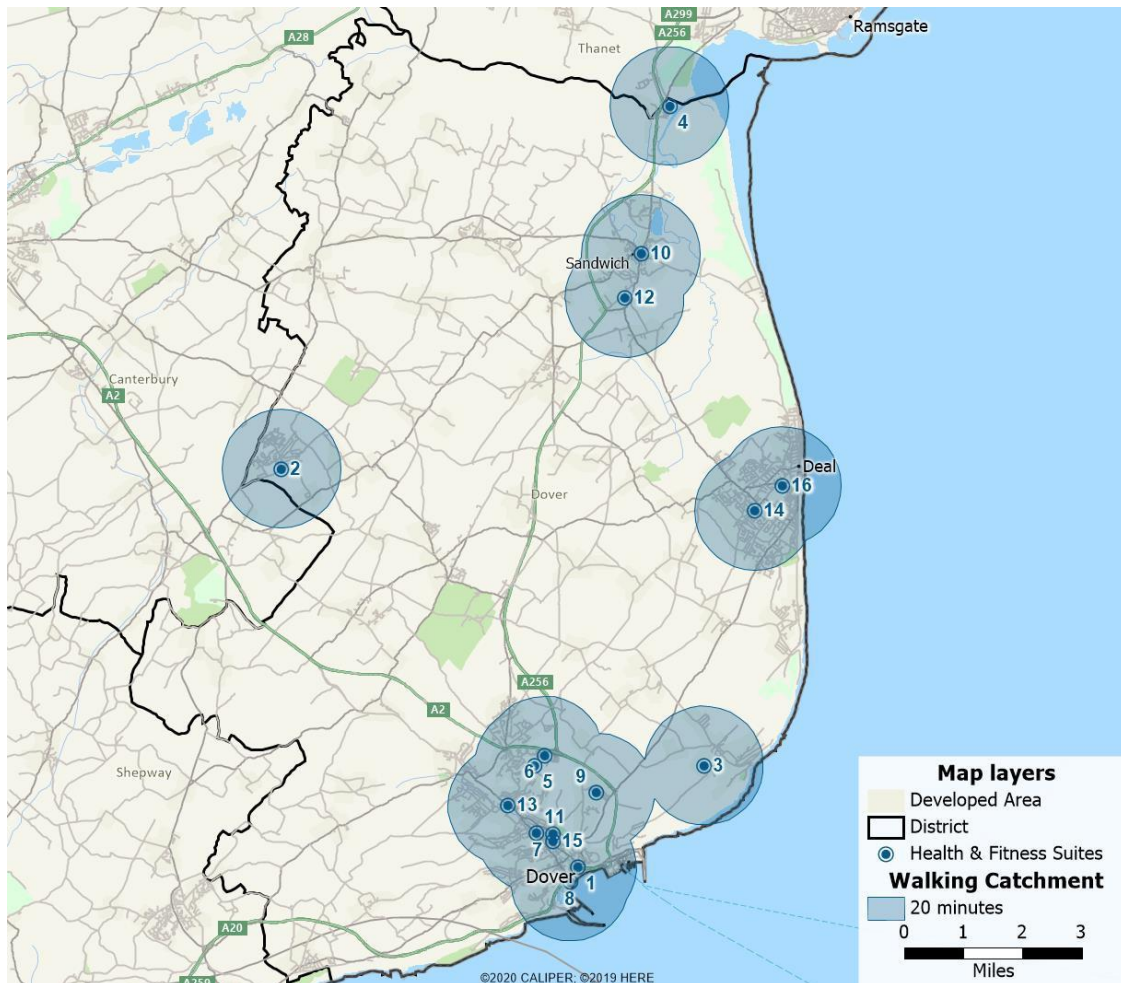 A299
A256
Ramsgate
Thanet
A28
4
10
Sandwich
12
Canterbury
A2
2
Deal
16
Dover
14
A256
A2
Shepway
3
9
6
5
13
11
15
7
Dover
1
8
A20
A259
Map layers
Developed Area
District
Health & Fitness Suites
Walking Catchment
20 minutes
0 1 2 3
Miles
©2020 CALIPER; ©2019 HERE